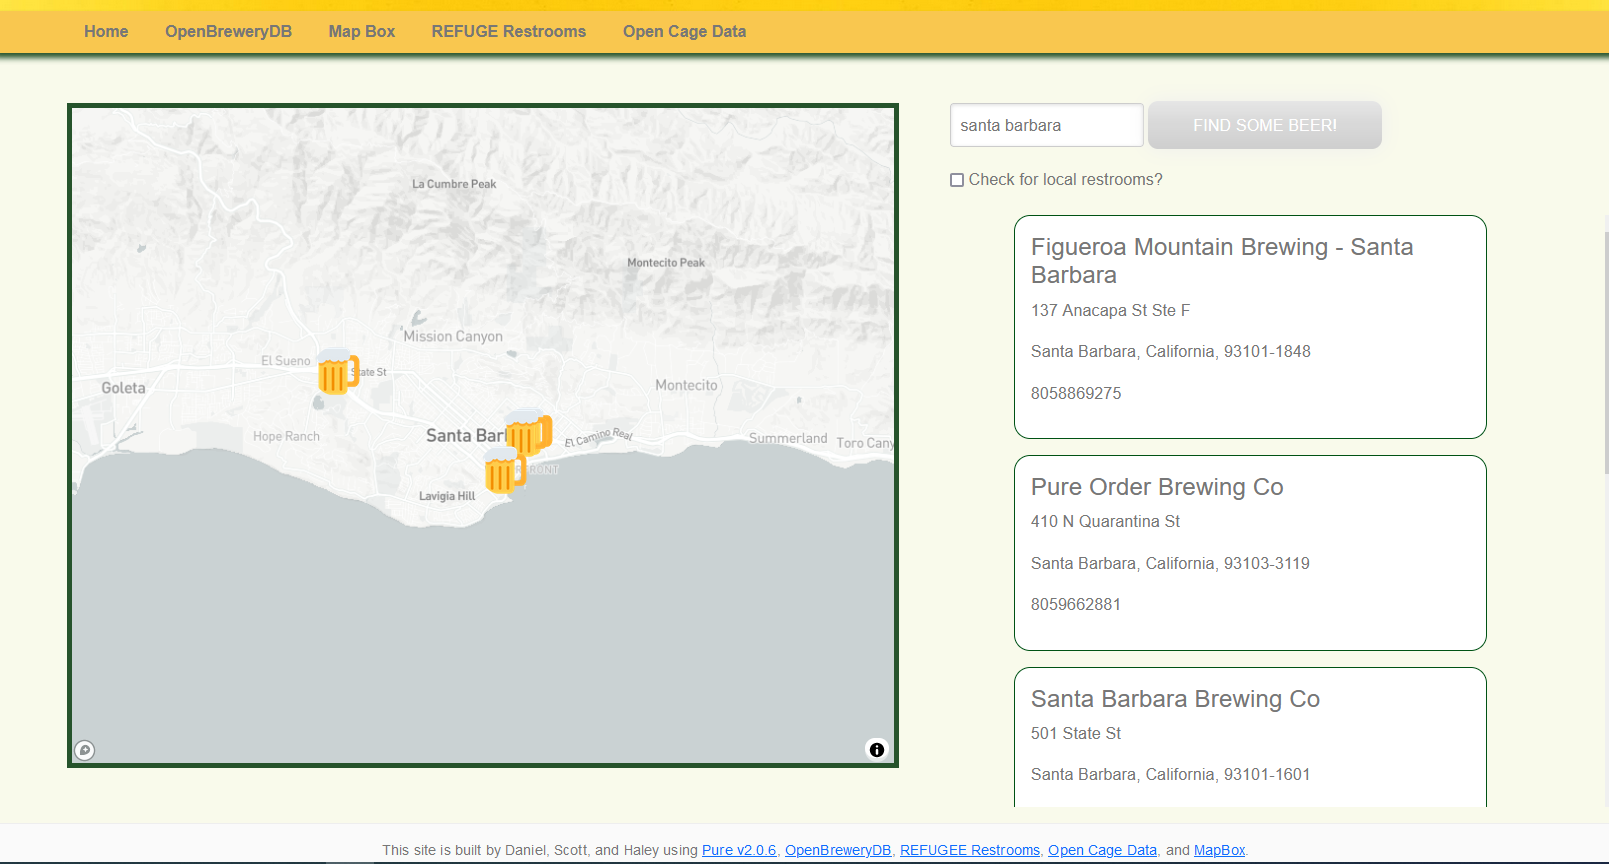 Home OpenBreweryDB Map Box REFUGE Restrooms Open Cage Data
santa barbara FIND SOME BEER!
Check for local restrooms?
La Cumbre Peak
Montecito Peak
Mission Canyon
El Sueno
State St
Goleta
Montecito
Hope Ranch
Santa Bar
El Camino Real
Summerland
Toro Cany
Lavigia Hill
Figueroa Mountain Brewing - Santa
Barbara
137 Anacapa St Ste F
Santa Barbara, California, 93101-1848
8058869275
Pure Order Brewing Co
410 N Quarantina St
Santa Barbara, California, 93103-3119
8059662881
Santa Barbara Brewing Co
501 State St
Santa Barbara, California, 93101-1601
This site is built by Daniel, Scott, and Haley using Pure v2.0.6, OpenBreweryDB, REFUGEE Restrooms, Open Cage Data, and MapBox.